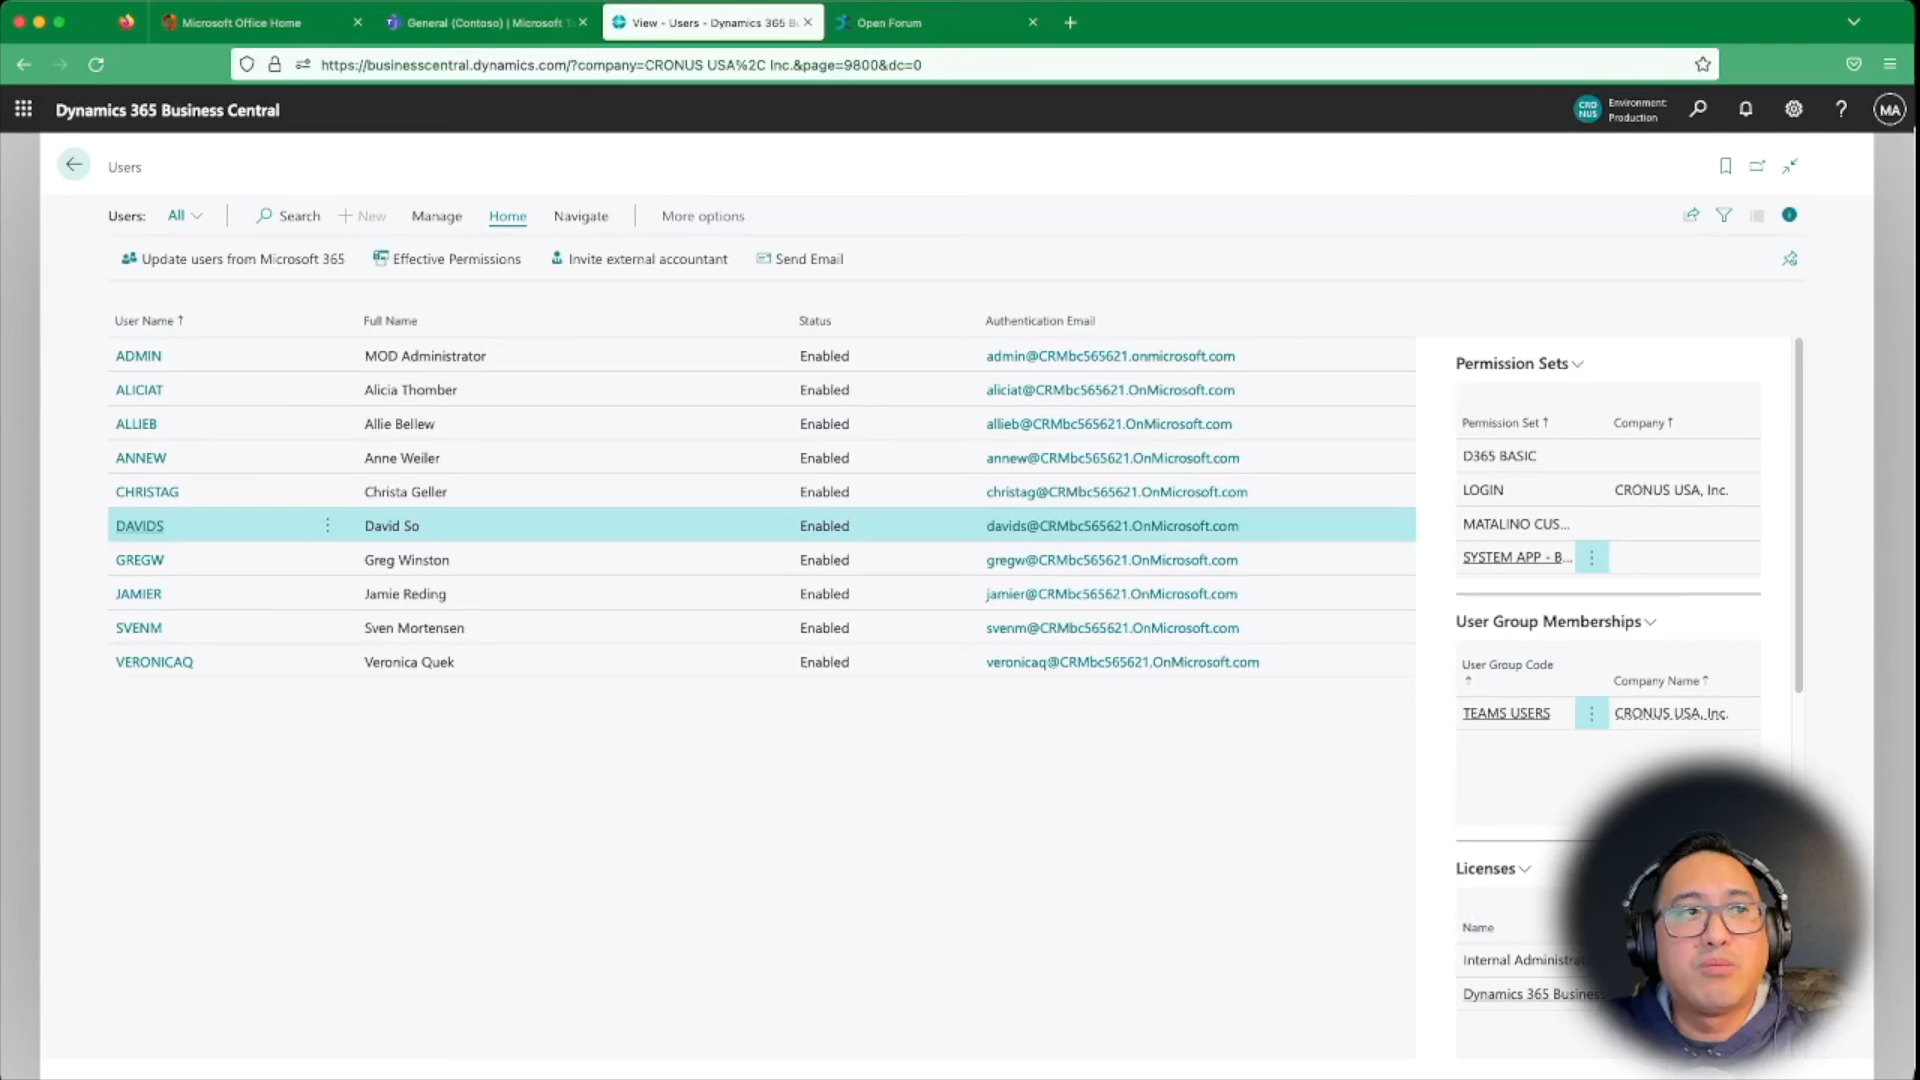 Microsoft Office Home
General (Contoso) | Microsoft
View - Users - Dynamics 365 Bu
Open Forum
https://businesscentral.dynamics.com/?company=CRONUS USA%2C Inc.&page=9800&dc=0
Dynamics 365 Business Central
CRO
NUS
Environment:
Production
MA
Users
Users: All Search New Manage Home Navigate More options
Update users from Microsoft 365 Effective Permissions Invite external accountant Send Email
User Name ↑ Full Name Status Authentication Email
ADMIN MOD Administrator Enabled admin@CRMbc565621.onmicrosoft.com
ALICIAT Alicia Thomber Enabled aliciat@CRMbc565621.OnMicrosoft.com
ALLIEB Allie Bellew Enabled allieb@CRMbc565621.OnMicrosoft.com
ANNEW Anne Weiler Enabled annew@CRMbc565621.OnMicrosoft.com
CHRISTAG Christa Geller Enabled christag@CRMbc565621.OnMicrosoft.com
DAVIDS David So Enabled davids@CRMbc565621.OnMicrosoft.com
GREGW Greg Winston Enabled gregw@CRMbc565621.OnMicrosoft.com
JAMIER Jamie Reding Enabled jamier@CRMbc565621.OnMicrosoft.com
SVENM Sven Mortensen Enabled svenm@CRMbc565621.OnMicrosoft.com
VERONICAQ Veronica Quek Enabled veronicaq@CRMbc565621.OnMicrosoft.com
Permission Sets
Permission Set ↑ Company ↑
D365 BASIC
LOGIN CRONUS USA, Inc.
MATALINO CUS...
SYSTEM APP - B...
User Group Memberships
User Group Code
↑ Company Name ↑
TEAMS USERS CRONUS USA, Inc.
Licenses
Name
Internal Administra
Dynamics 365 Business